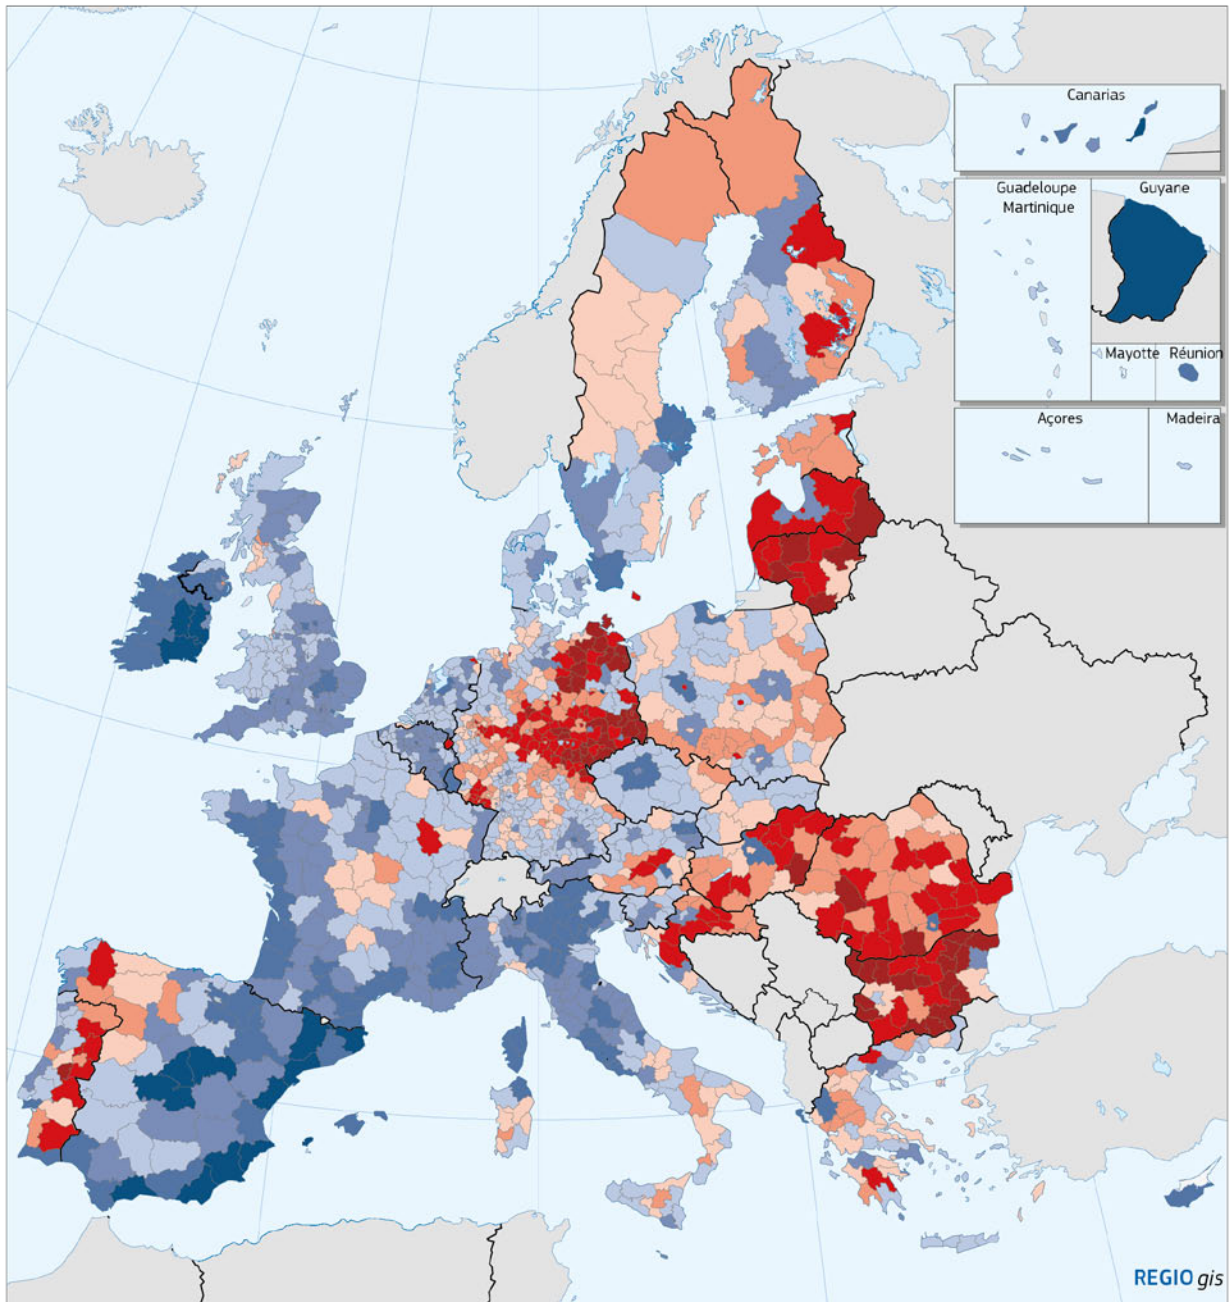 Canarias
Guadeloupe
Martinique
Guyane
Mayotte
Réunion
Açores
Madeira
REGIO gis